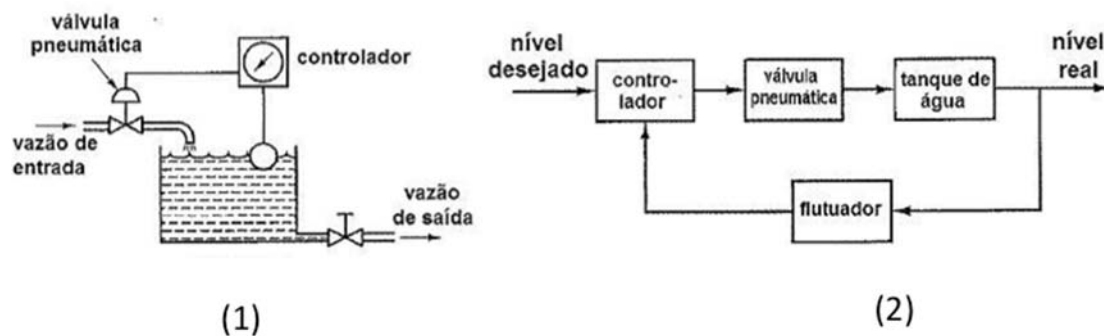 válvula
pneumática
controlador
vazão de
entrada
vazão
de saída
(1)
nível
desejado
contro-
lador
válvula
pneumática
tanque de
água
nível
real
flutuador
(2)